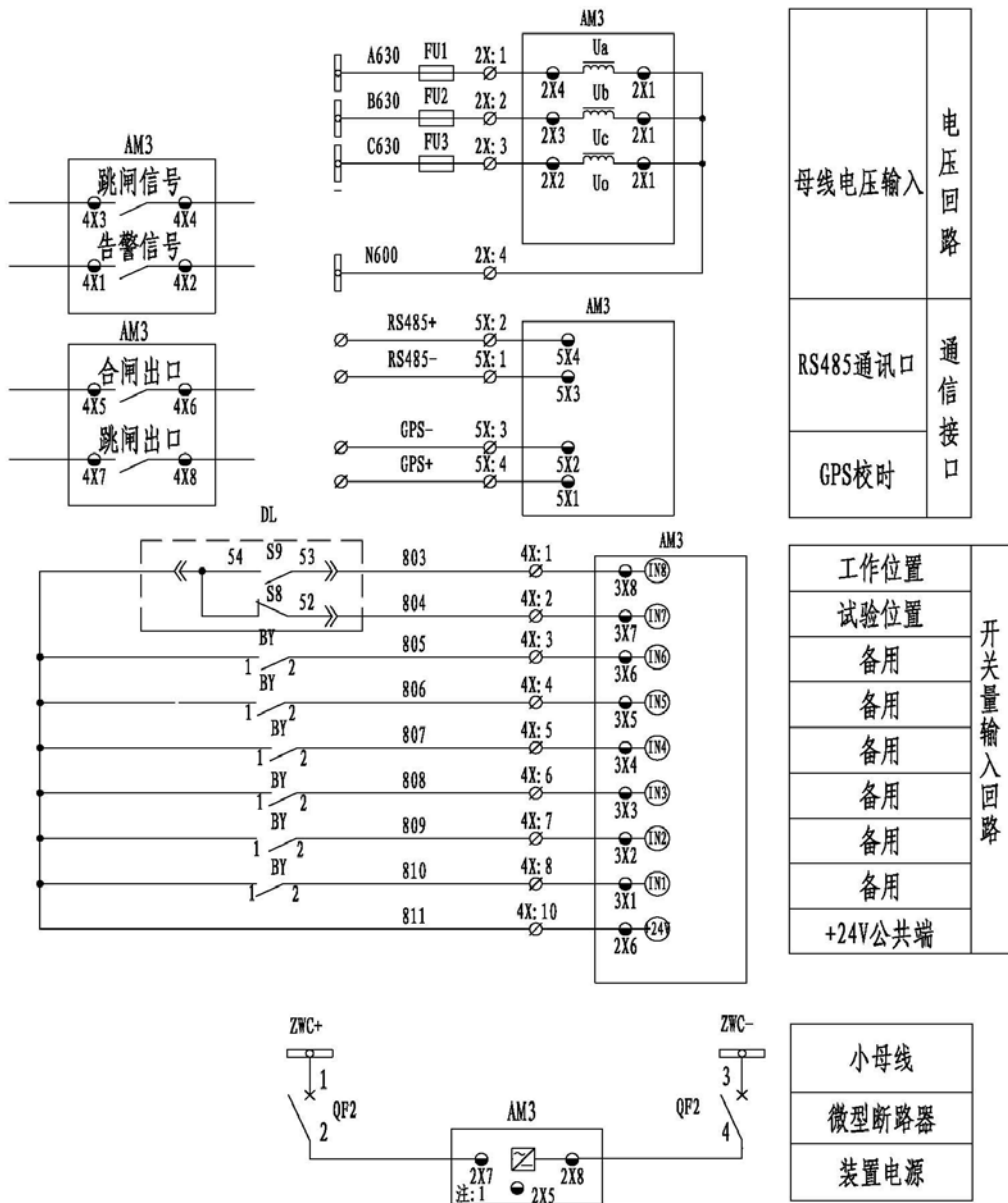 AM3
A630 FU1 2X:1 Ua
2X4 2X1
B630 FU2 2X:2 Ub
2X3 2X1
C630 FU3 2X:3 Uc
2X2 Uo 2X1
N600 2X:4
母线电压输入
电压回路
AM3
跳闸信号
4X3 4X4
告警信号
4X1 4X2
AM3
合闸出口
4X5 4X6
跳闸出口
4X7 4X8
AM3
RS485+ 5X:2
5X4
RS485- 5X:1
5X3
GPS- 5X:3
5X2
GPS+ 5X:4
5X1
RS485通讯口
GPS校时
通信接口
DL
AM3
54 S9 53 803 4X:1 IN8
3X8
S8 52 804 4X:2 IN7
3X7
BY 805 4X:3 IN6
1 2 3X6
BY 806 4X:4 IN5
1 2 3X5
BY 807 4X:5 IN4
1 2 3X4
BY 808 4X:6 IN3
1 2 3X3
BY 809 4X:7 IN2
1 2 3X2
BY 810 4X:8 IN1
1 2 3X1
811 4X:10 +24V
2X6
工作位置
试验位置
备用
备用
备用
备用
备用
备用
+24V公共端
开关量输入回路
ZWC+ ZWC-
1 3
QF2 QF2
2 4
AM3
2X7 2X8
注:1 2X5
小母线
微型断路器
装置电源